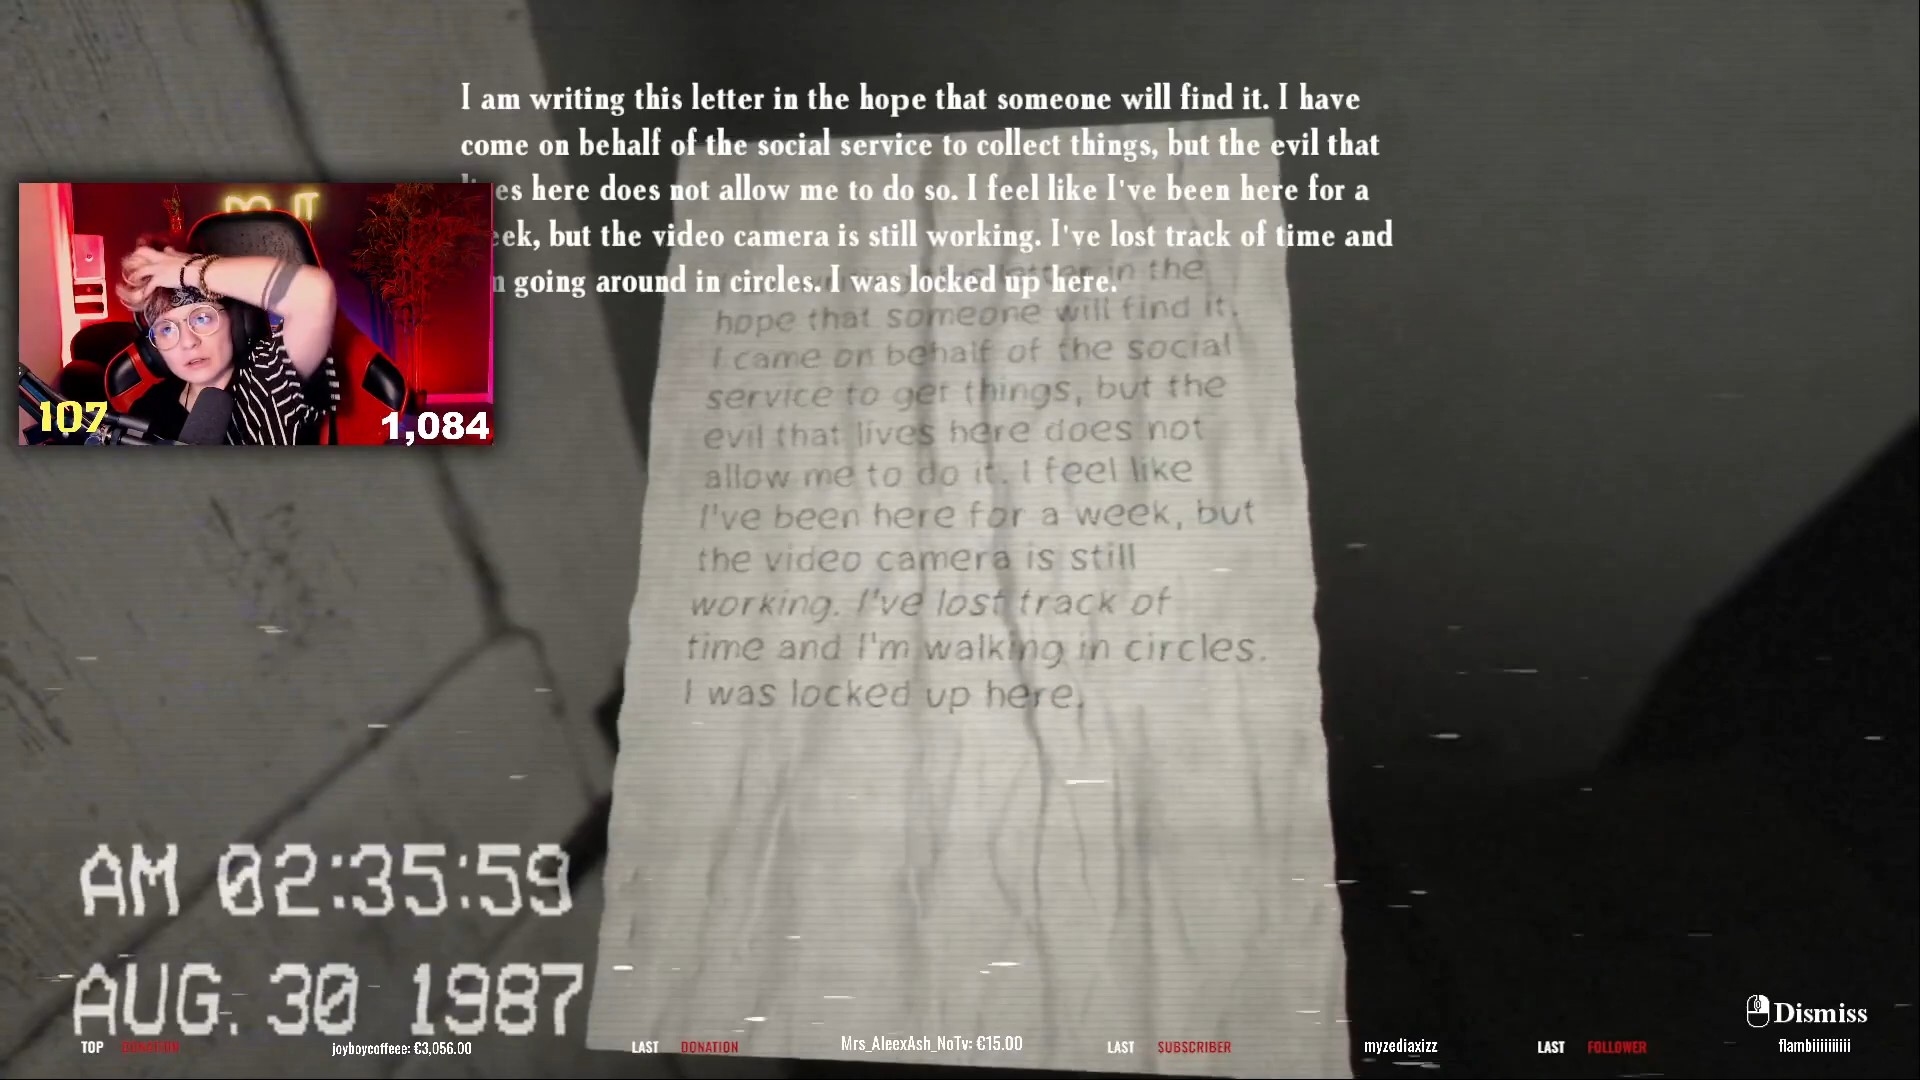 I am writing this letter in the hope that someone will find it. I have
come on behalf of the social service to collect things, but the evil that
es here does not allow me to do so. I feel like I've been here for a
eek, but the video camera is still working. I've lost track of time and
going around in circles. I was locked up here.
in the
hope that someone will find it.
I came on behalf of the social
service to get things, but the
evil that lives here does not
allow me to do it. I feel like
I've been here for a week, but
the video camera is still
working. I've lost track of
time and I'm walking in circles.
I was locked up here.
107
1,084
AM 02:35:59
AUG. 30 1987
Dismiss
TOP DONATION joyboycoffeee: €3,056.00 LAST DONATION Mrs_AleexAsh_NoTv: €15.00 LAST SUBSCRIBER myzediaxizz LAST FOLLOWER flambiiiiiiiiii